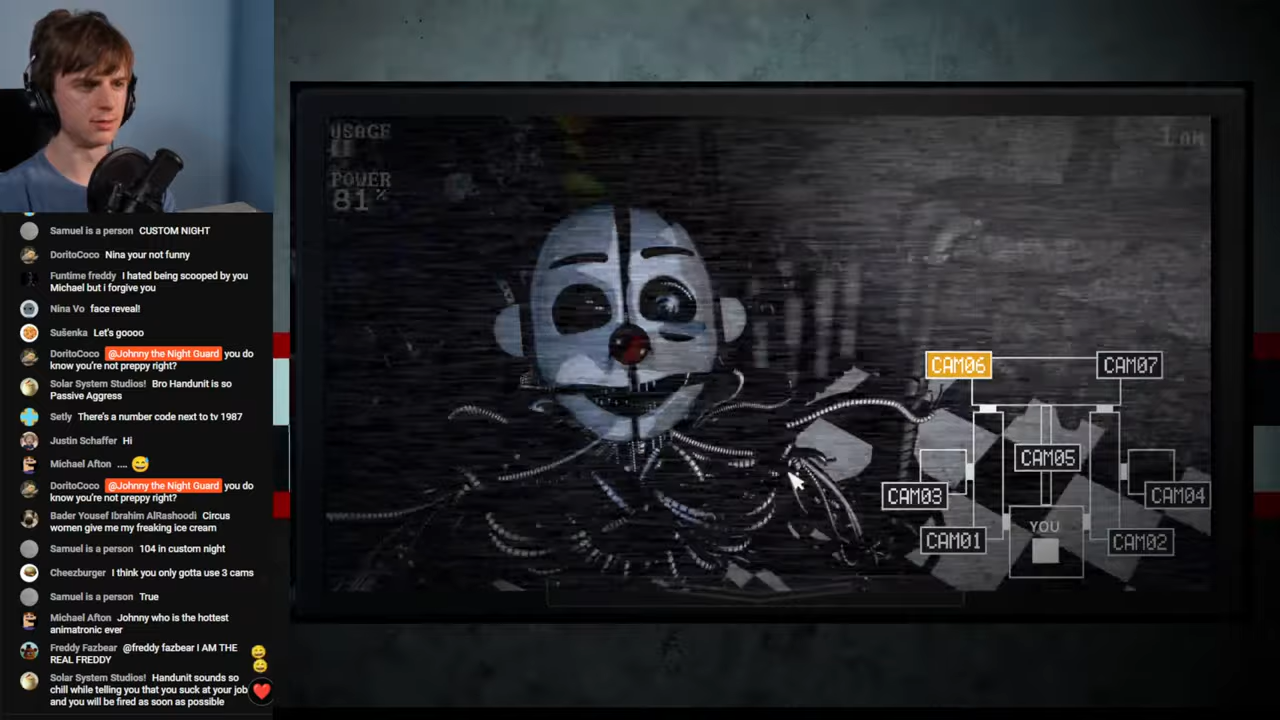 Samuel is a person CUSTOM NIGHT
DoritoCoco Nina your not funny
Funtime freddy I hated being scooped by you
Michael but i forgive you
Nina Vo face reveal!
Sušenka Let's goooo
DoritoCoco @Johnny the Night Guard you do
know you're not preppy right?
Solar System Studios! Bro Handunit is so
Passive Aggress
Setly There's a number code next to tv 1987
Justin Schaffer Hi
Michael Afton .... 😅
DoritoCoco @Johnny the Night Guard you do
know you're not preppy right?
Bader Yousef Ibrahim AlRashoodi Circus
women give me my freaking ice cream
Samuel is a person 104 in custom night
Cheezburger I think you only gotta use 3 cams
Samuel is a person True
Michael Afton Johnny who is the hottest
animatronic ever
Freddy Fazbear @freddy fazbear I AM THE
REAL FREDDY
Solar System Studios! Handunit sounds so
chill while telling you that you suck at your job
and you will be fired as soon as possible
USAGE
POWER
81%
1 AM
CAM06
CAM07
CAM05
CAM03
CAM04
YOU
CAM01
CAM02